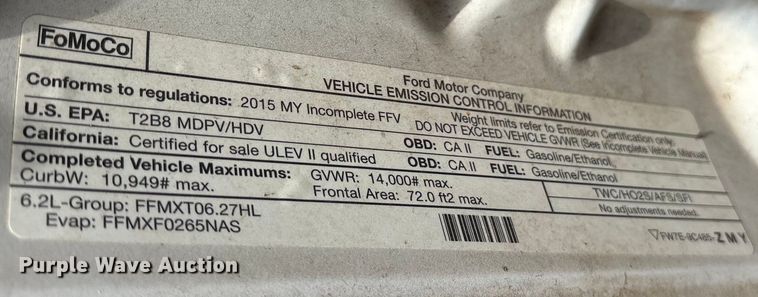 FoMoCo
Ford Motor Company
VEHICLE EMISSION CONTROL INFORMATION
Conforms to regulations: 2015 MY Incomplete FFV
Weight limits refer to Emission Certification only;
DO NOT EXCEED VEHICLE GVWR (See Incomplete Vehicle Manual)
U.S. EPA: T2B8 MDPV/HDV OBD: CA II FUEL: Gasoline/Ethanol
California: Certified for sale ULEV II qualified OBD: CA II FUEL: Gasoline/Ethanol
Completed Vehicle Maximums: GVWR: 14,000# max.
CurbW: 10,949# max. Frontal Area: 72.0 ft2 max.
TWC/HO2S/AFS/SFI
No adjustments needed.
6.2L-Group: FFMXT06.27HL
Evap: FFMXF0265NAS
FW7E-9C485-ZMY
Purple Wave Auction